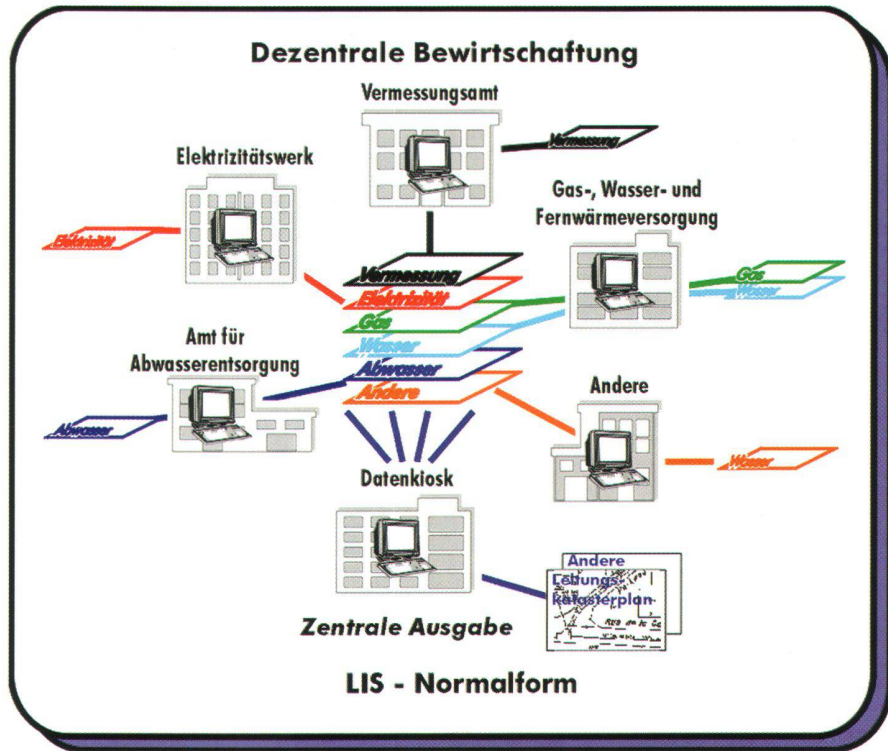 Dezentrale Bewirtschaftung
Vermessungsamt
Vermessung
Elektrizitätswerk
Gas-, Wasser- und
Fernwärmeversorgung
Elektrizität
Vermessung
Elektrizität
Gas
Wasser
Abwasser
Andere
Gas
Wasser
Amt für
Abwasserentsorgung
Abwasser
Andere
Wasser
Datenkiosk
Andere
Leitungs-
katasterplan
Zentrale Ausgabe
LIS - Normalform